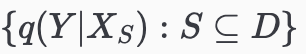 {q(Y|X_S) : S ⊆ D}